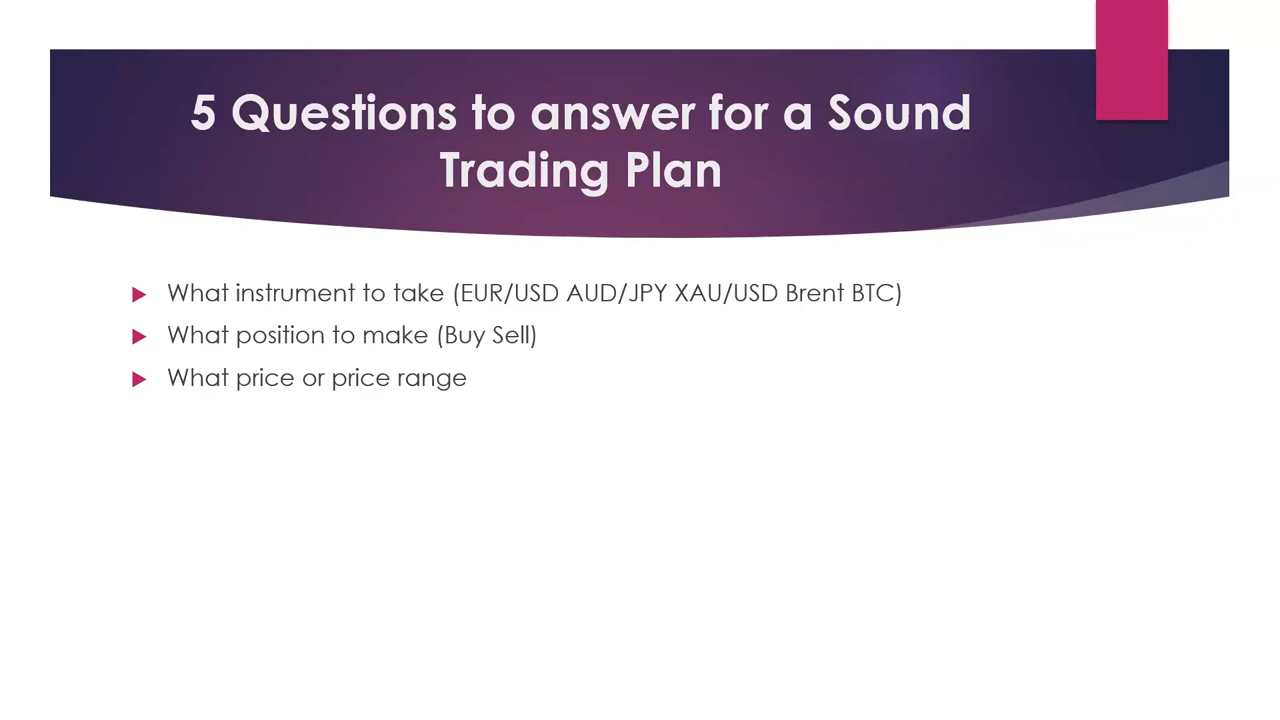 5 Questions to answer for a Sound
Trading Plan
What instrument to take (EUR/USD AUD/JPY XAU/USD Brent BTC)
What position to make (Buy Sell)
What price or price range